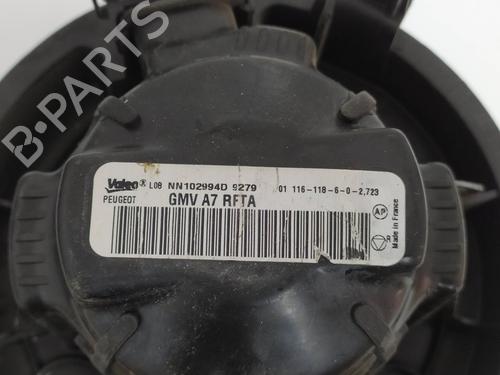 B-PARTS
Valeo® L08 NN102994D 9279 01 116-118-6-0-2,723
PEUGEOT GMV A7 RFTA
AP
R
Made in France